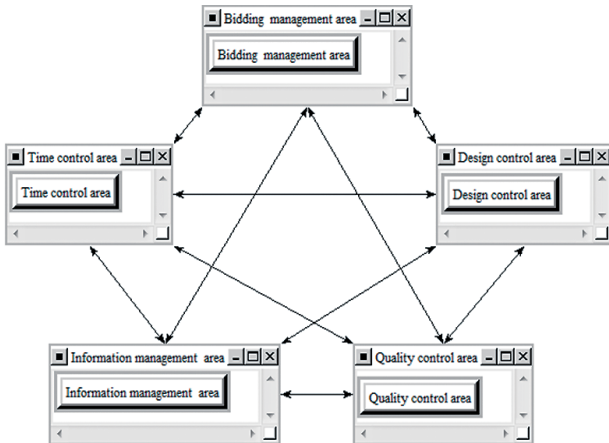 Bidding management area
Bidding management area
Time control area
Time control area
Design control area
Design control area
Information management area
Information management area
Quality control area
Quality control area